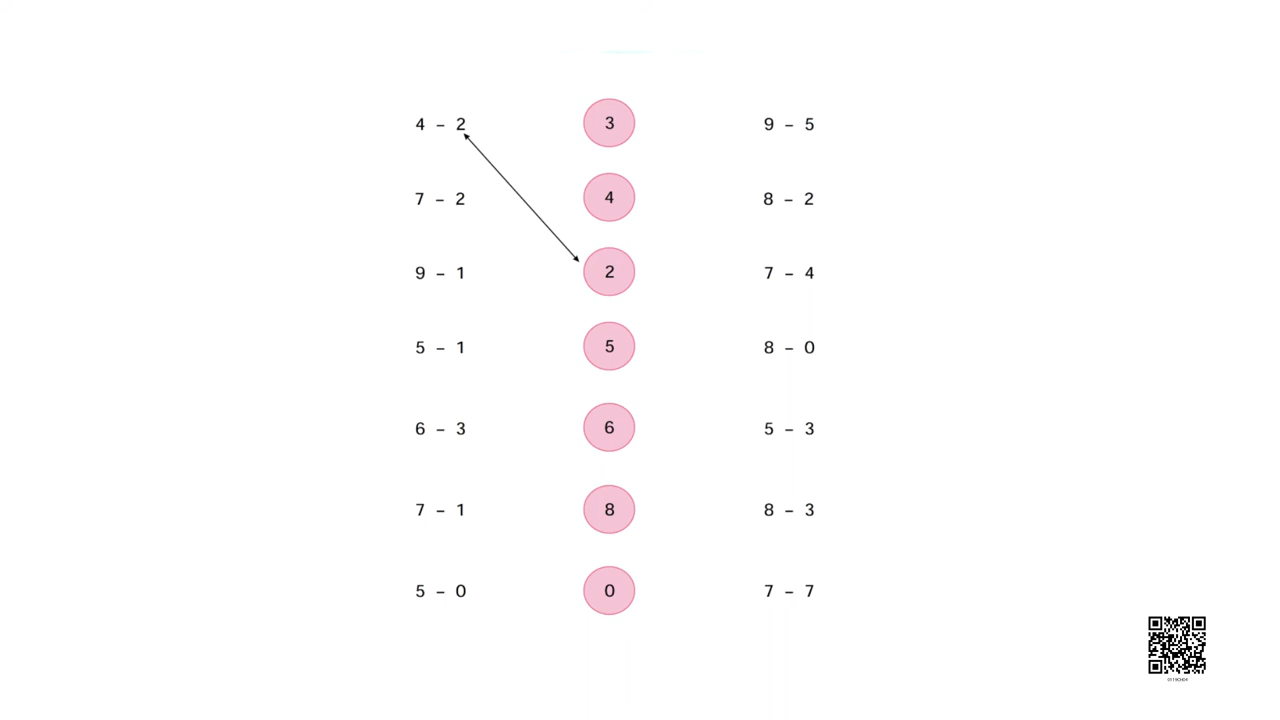 4 – 2 3 9 – 5
7 – 2 4 8 – 2
9 – 1 2 7 – 4
5 – 1 5 8 – 0
6 – 3 6 5 – 3
7 – 1 8 8 – 3
5 – 0 0 7 – 7